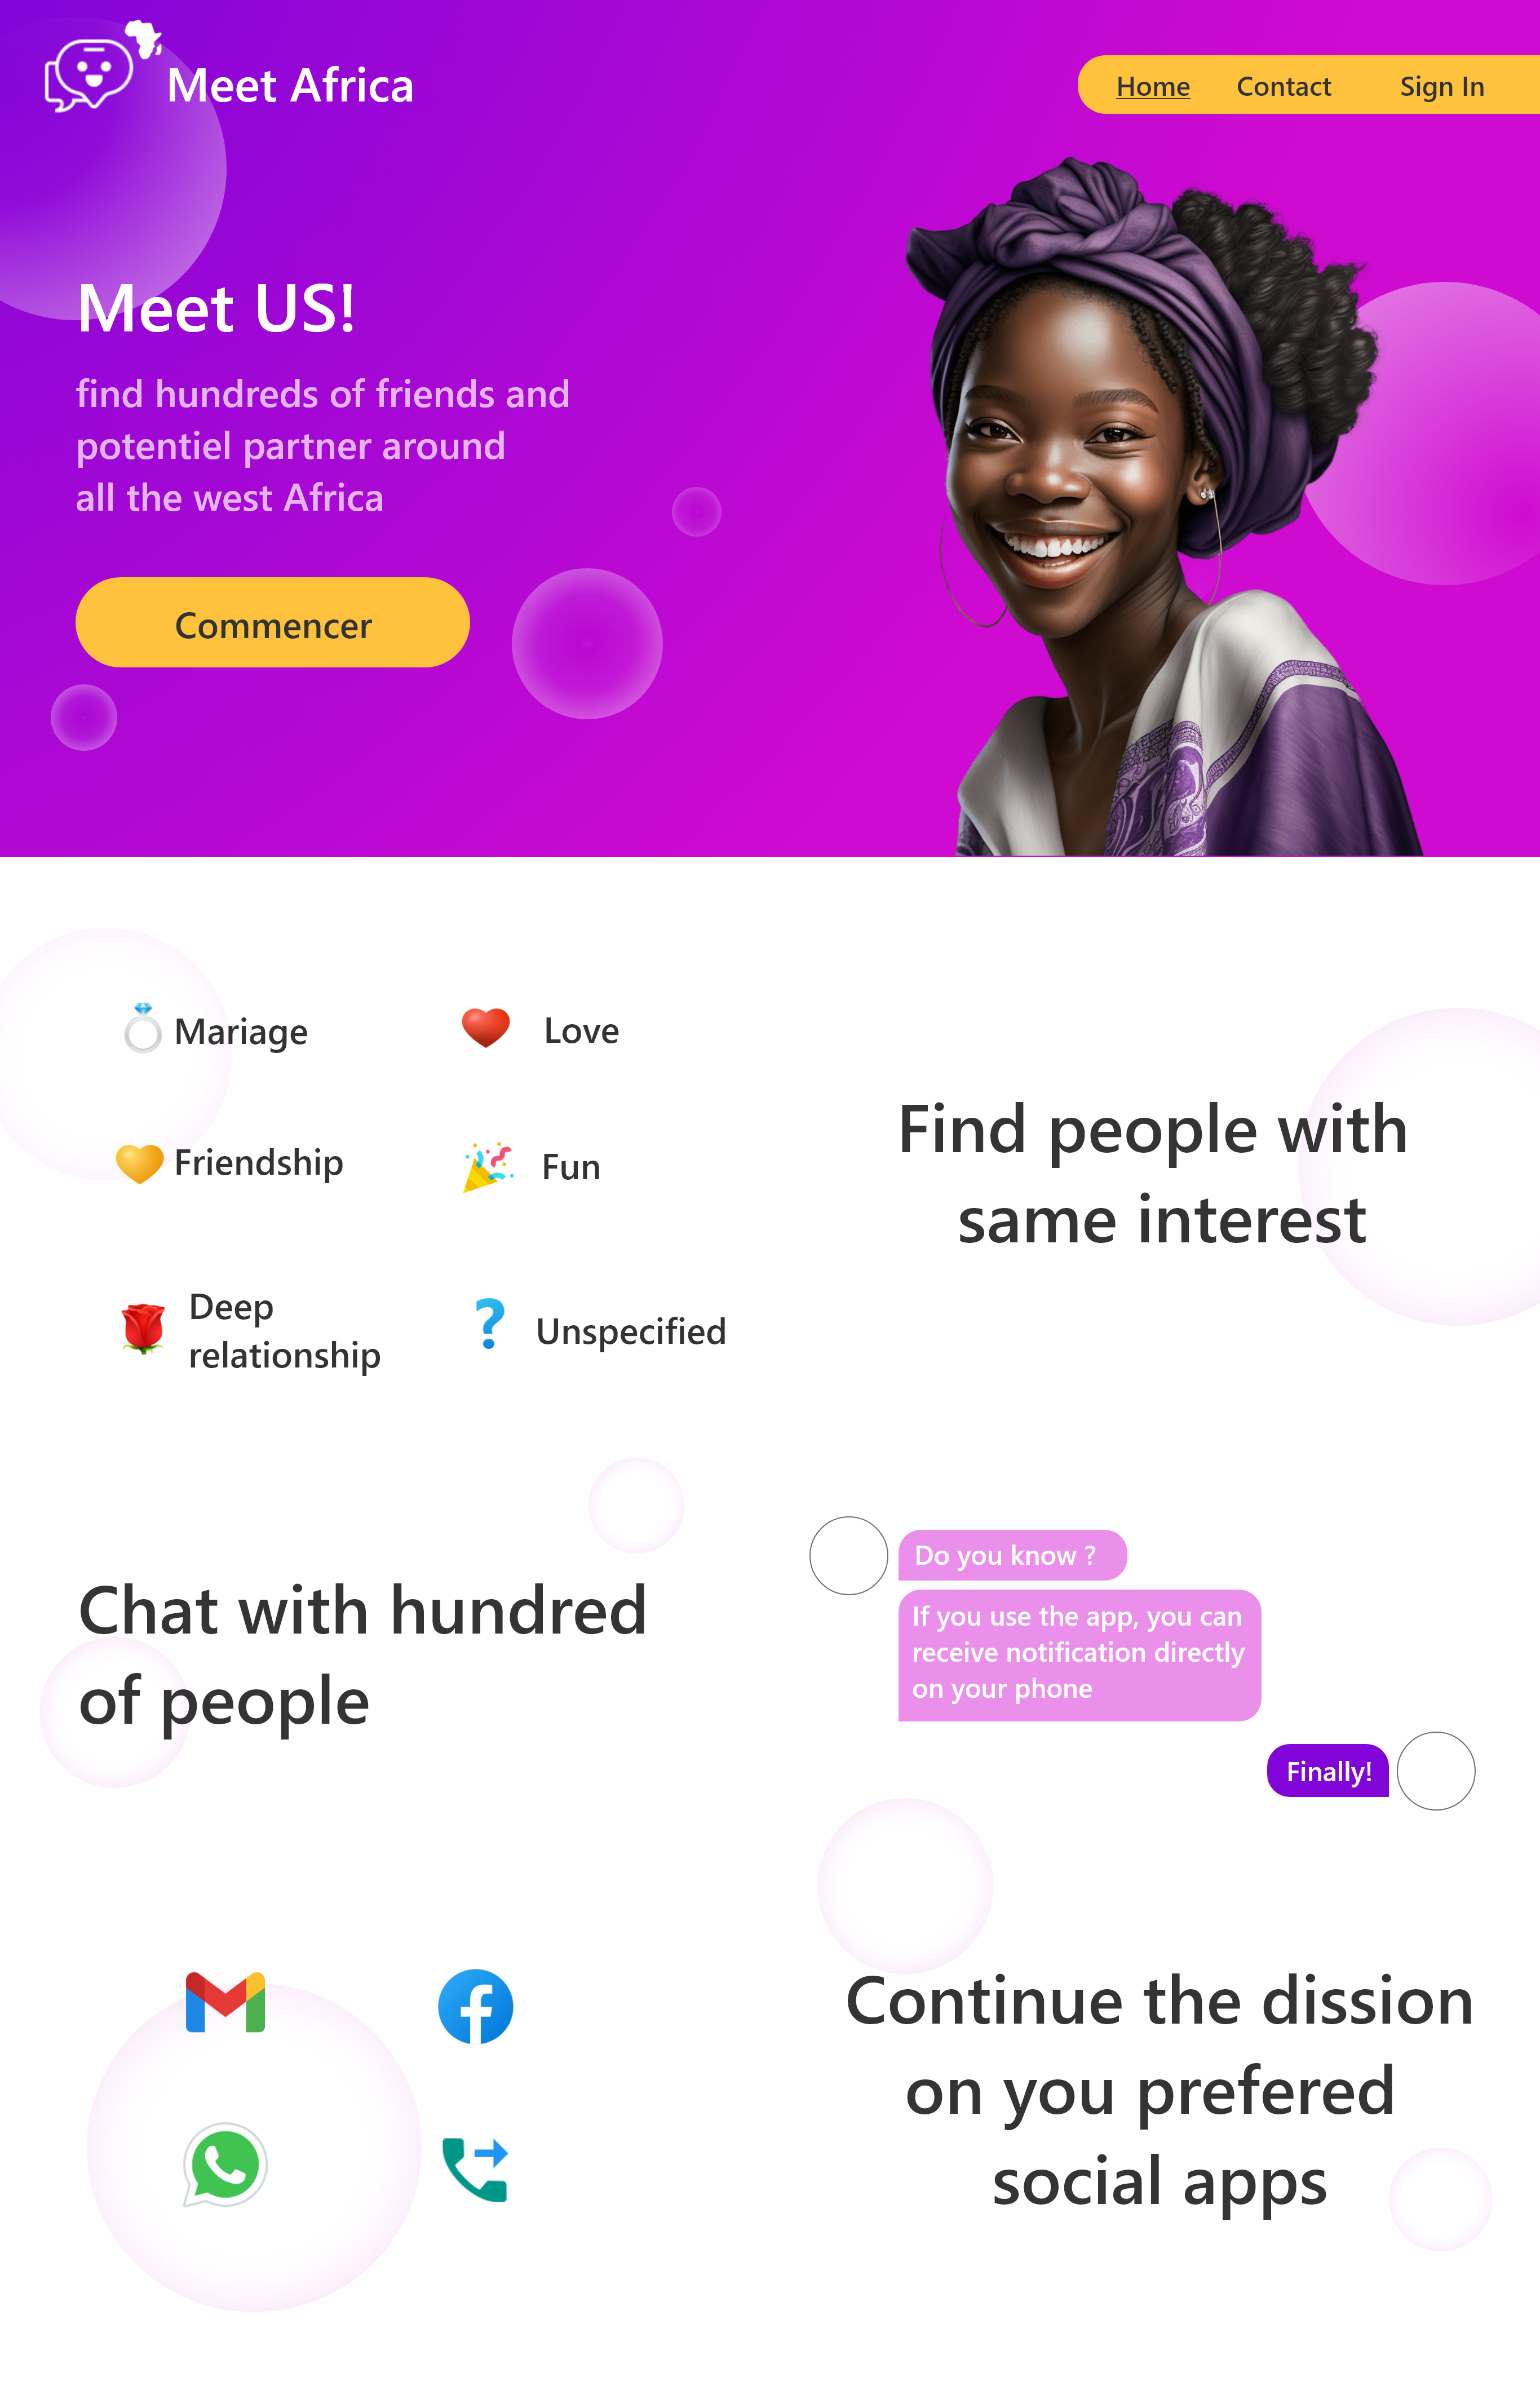 Meet Africa
Home Contact Sign In
Meet US!
find hundreds of friends and
potentiel partner around
all the west Africa
Commencer
Mariage
Love
Friendship
Fun
Deep
relationship
Unspecified
Find people with
same interest
Chat with hundred
of people
Do you know ?
If you use the app, you can
receive notification directly
on your phone
Finally!
Continue the dission
on you prefered
social apps